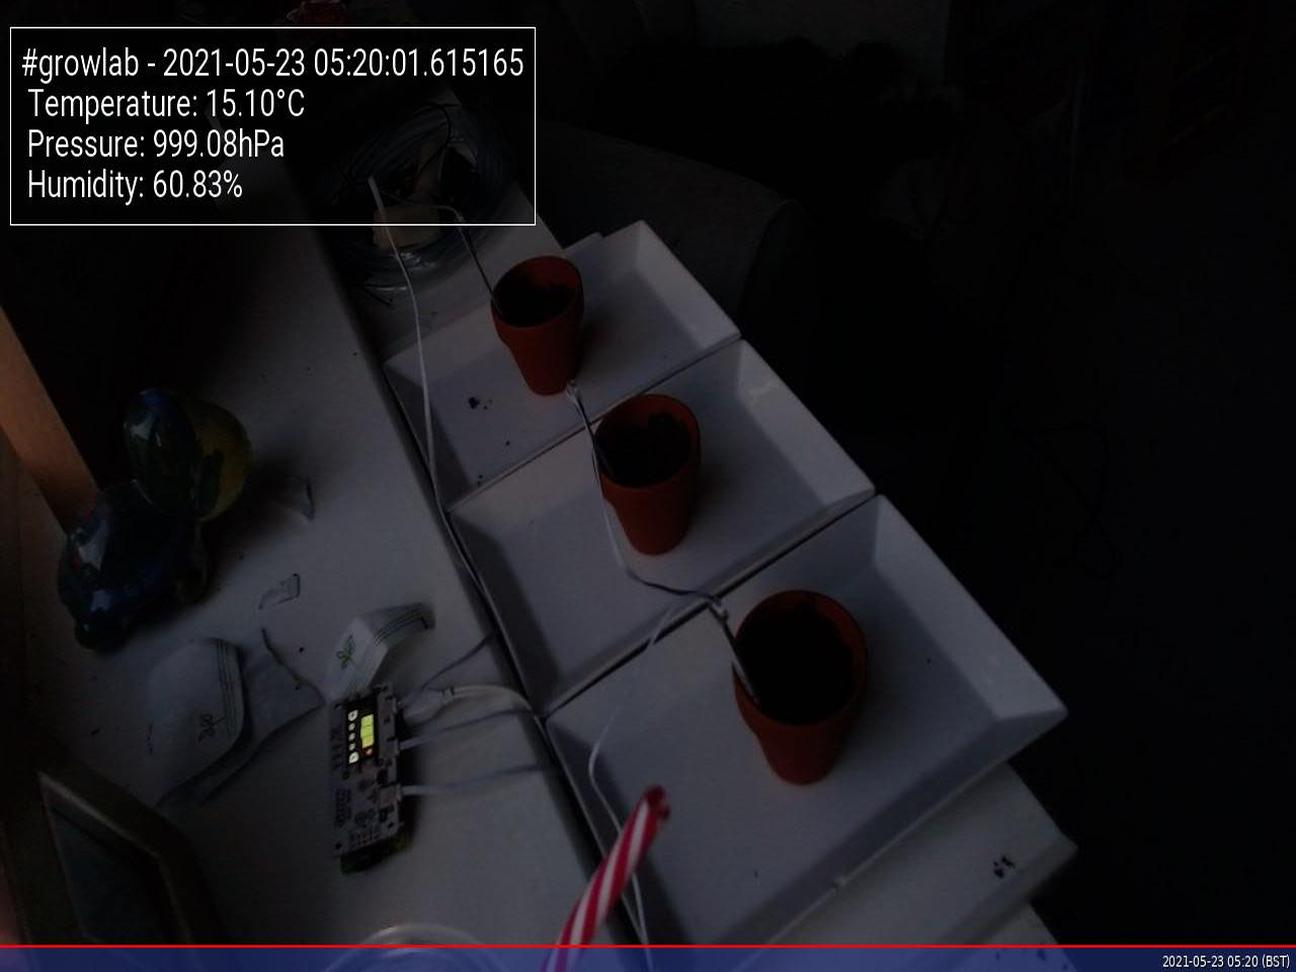 #growlab - 2021-05-23 05:20:01.615165
Temperature: 15.10°C
Pressure: 999.08hPa
Humidity: 60.83%
2021-05-23 05:20 (BST)